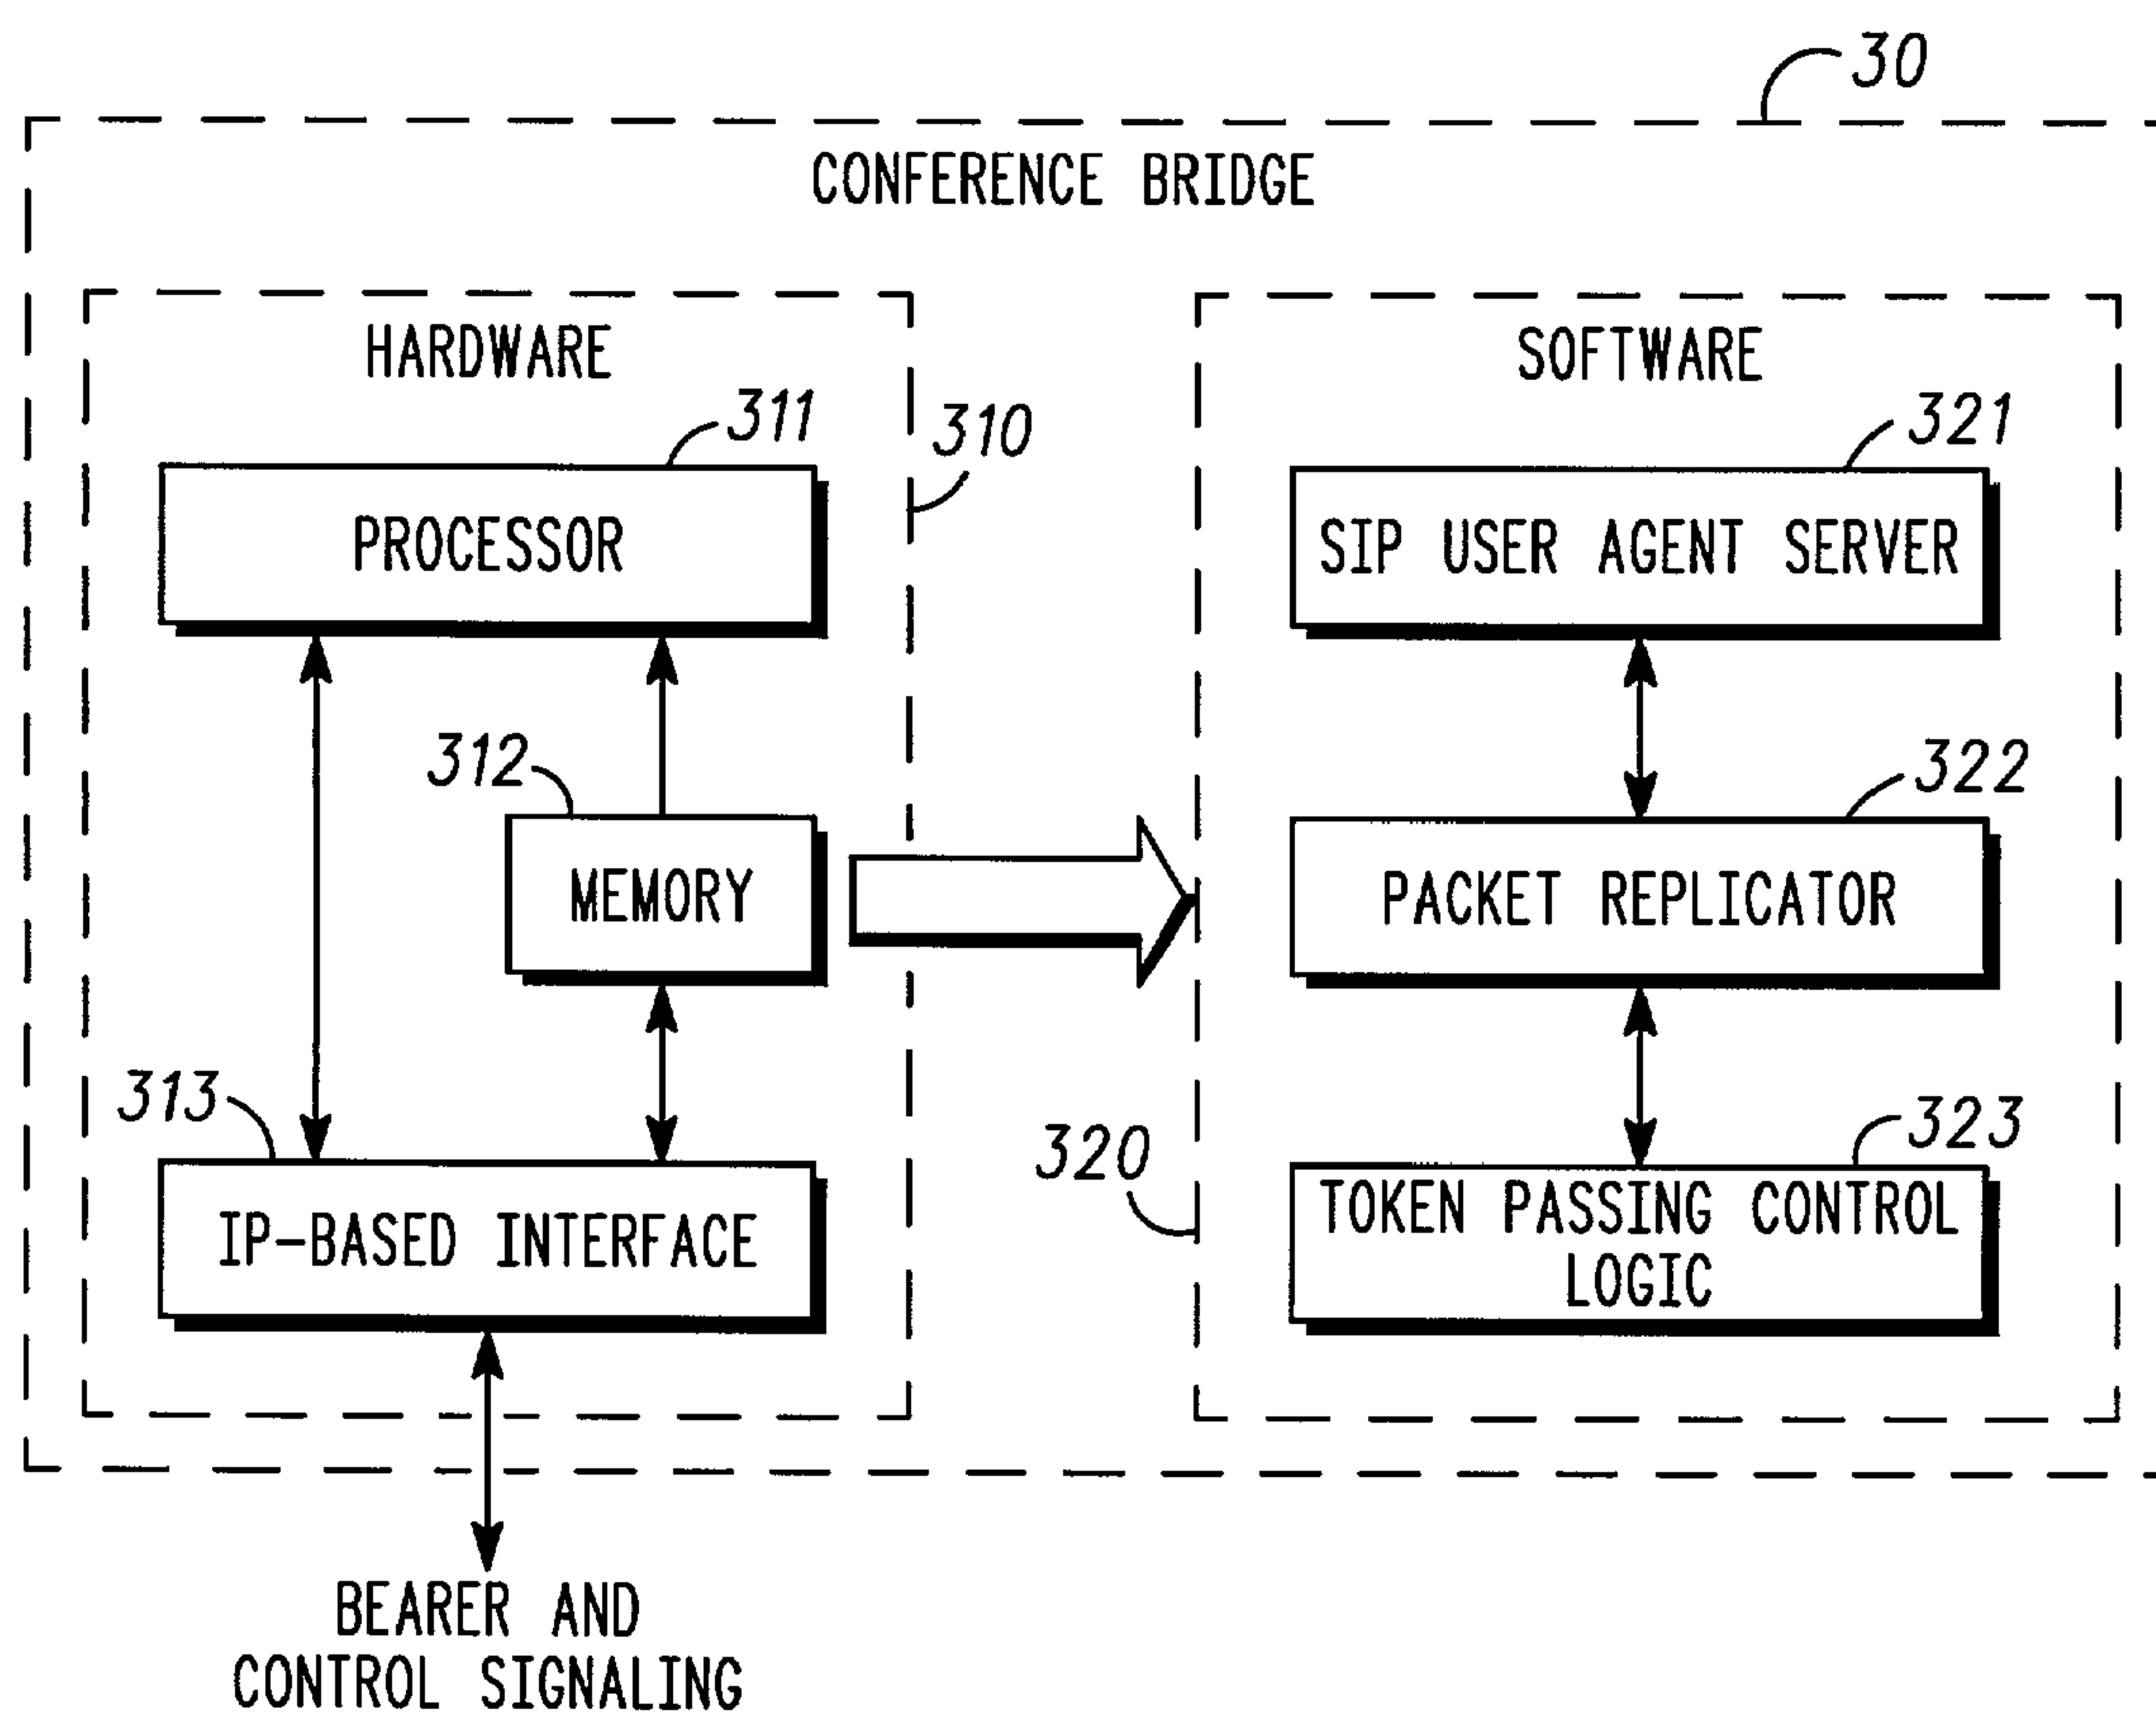 30
CONFERENCE BRIDGE
HARDWARE
311
310
PROCESSOR
312
MEMORY
313
IP-BASED INTERFACE
BEARER AND
CONTROL SIGNALING
SOFTWARE
321
SIP USER AGENT SERVER
322
PACKET REPLICATOR
320
323
TOKEN PASSING CONTROL
LOGIC